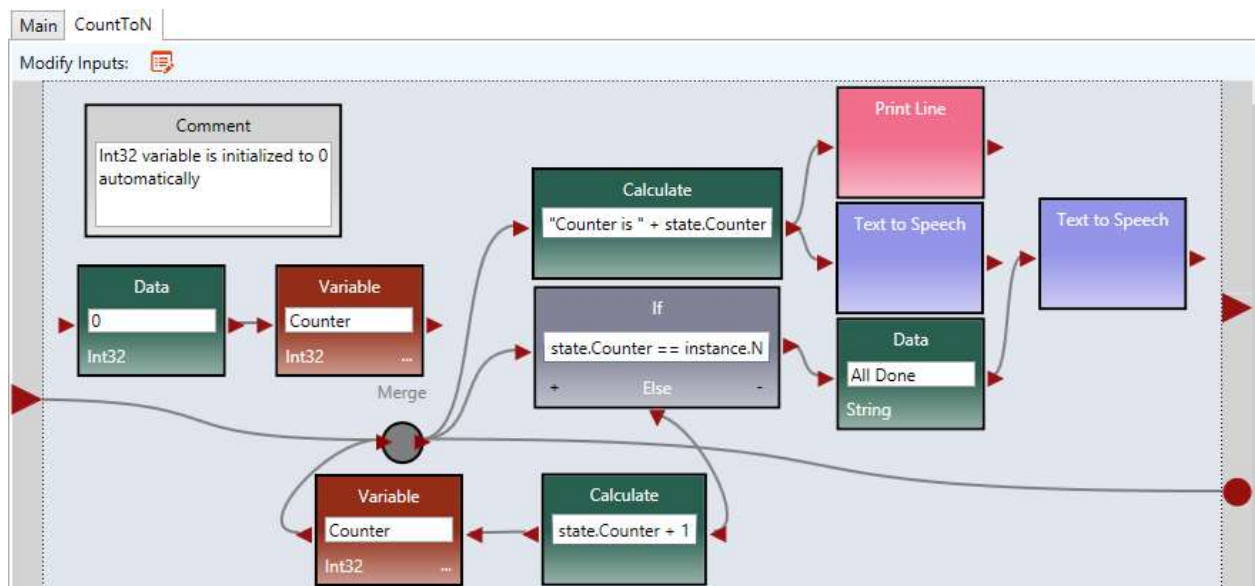 Main CountToN
Modify Inputs:
Comment
Int32 variable is initialized to 0
automatically
Print Line
Calculate
"Counter is " + state.Counter
Text to Speech
Text to Speech
Data
0
Int32
Variable
Counter
Int32 ...
If
state.Counter == instance.N
+ Else -
Data
All Done
String
Merge
Variable
Counter
Int32 ...
Calculate
state.Counter + 1